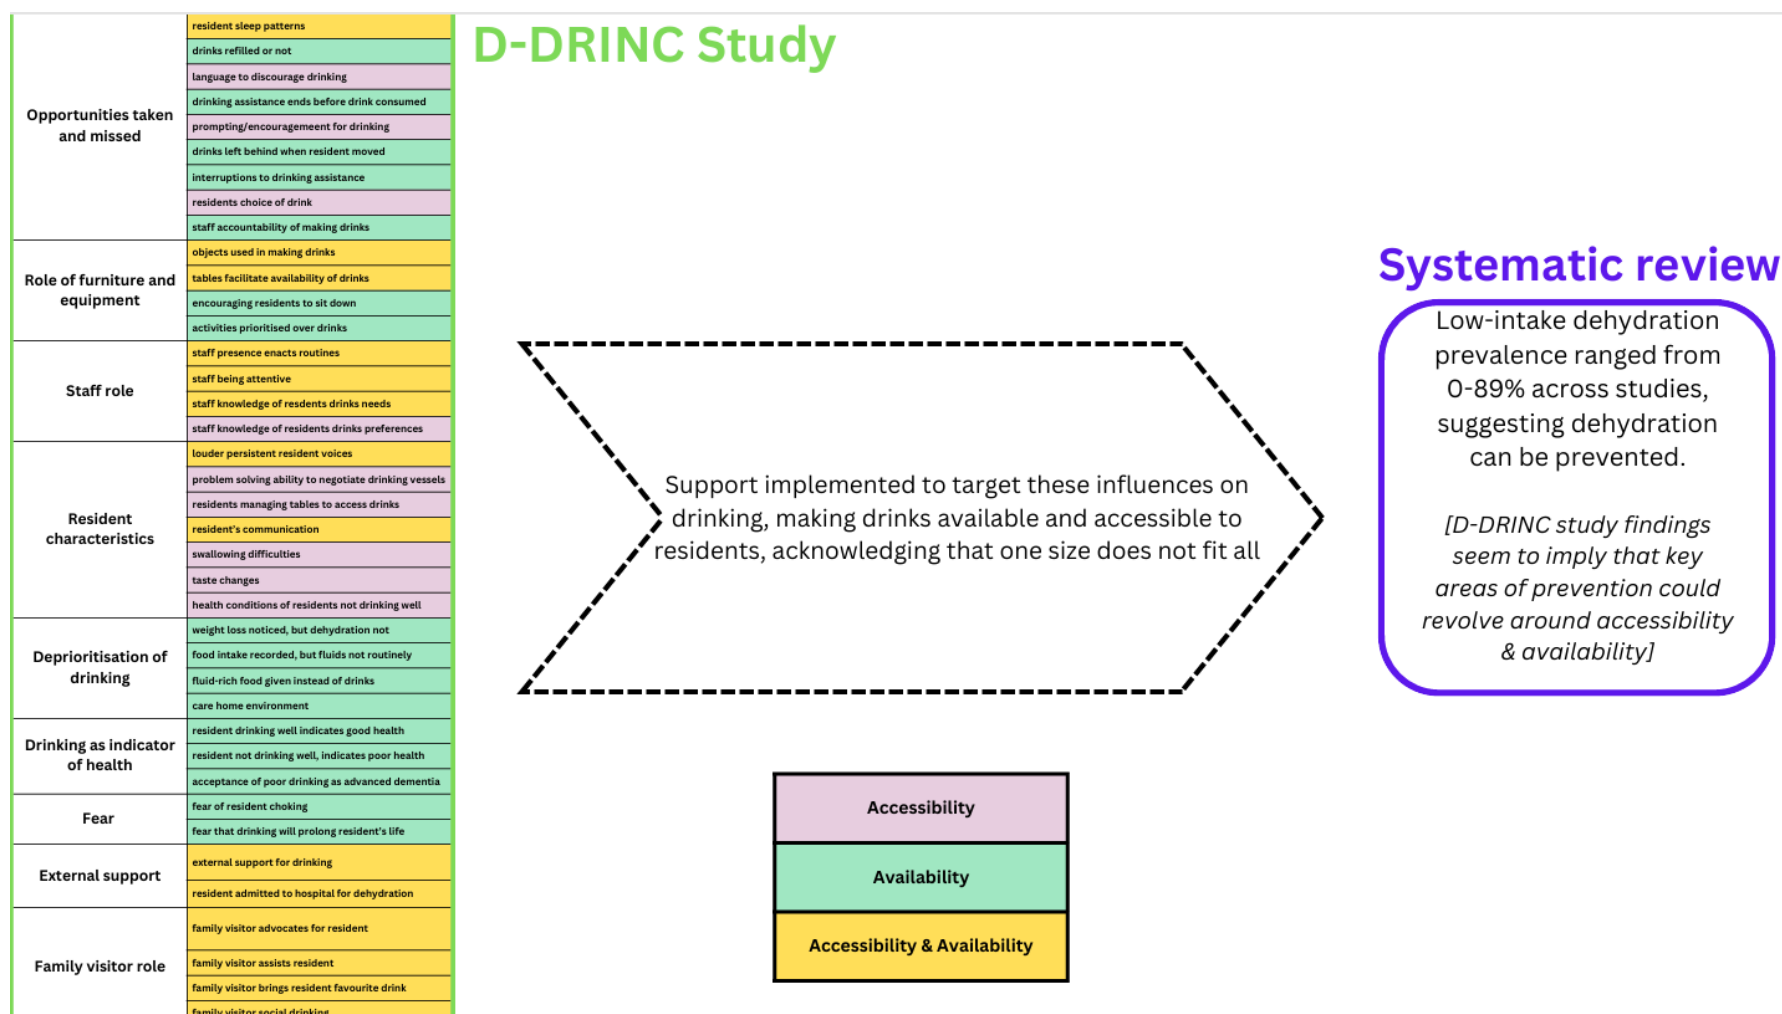 D-DRINC Study
Opportunities taken
and missed
resident sleep patterns
drinks refilled or not
language to discourage drinking
drinking assistance ends before drink consumed
prompting/encouragemeent for drinking
drinks left behind when resident moved
interruptions to drinking assistance
residents choice of drink
staff accountability of making drinks
Role of furniture and
equipment
objects used in making drinks
tables facilitate availability of drinks
encouraging residents to sit down
activities prioritised over drinks
Staff role
staff presence enacts routines
staff being attentive
staff knowledge of resdents drinks needs
staff knowledge of residents drinks preferences
Resident
characteristics
louder persistent resident voices
problem solving ability to negotiate drinking vessels
residents managing tables to access drinks
resident's communication
swallowing difficulties
taste changes
health conditions of residents not drinking well
Deprioritisation of
drinking
weight loss noticed, but dehydration not
food intake recorded, but fluids not routinely
fluid-rich food given instead of drinks
care home environment
Drinking as indicator
of health
resident drinking well indicates good health
resident not drinking well, indicates poor health
acceptance of poor drinking as advanced dementia
Fear
fear of resident choking
fear that drinking will prolong resident's life
External support
external support for drinking
resident admitted to hospital for dehydration
Family visitor role
family visitor advocates for resident
family visitor assists resident
family visitor brings resident favourite drink
family visitor social drinking
Support implemented to target these influences on
drinking, making drinks available and accessible to
residents, acknowledging that one size does not fit all
Accessibility
Availability
Accessibility & Availability
Systematic review
Low-intake dehydration
prevalence ranged from
0-89% across studies,
suggesting dehydration
can be prevented.
[D-DRINC study findings
seem to imply that key
areas of prevention could
revolve around accessibility
& availability]